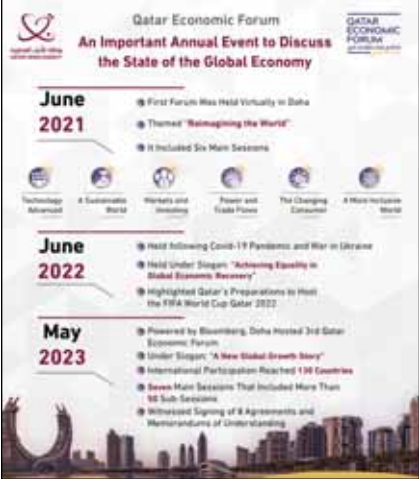 Qatar Economic Forum
QATAR
ECONOMIC
FORUM
An Important Annual Event to Discuss
the State of the Global Economy
June
2021
First Forum Was Held Virtually in Doha
Themed "Reimagining the World"
It Included Six Main Sessions
Technology
Advanced
A Sustainable
World
Markets and
Investing
Power and
Trade Flows
The Changing
Consumer
A More Inclusive
World
June
2022
Held following Covid-19 Pandemic and War in Ukraine
Held Under Slogan: "Achieving Equality in
Global Economic Recovery"
Highlighted Qatar's Preparations to Host
the FIFA World Cup Qatar 2022
May
2023
Powered by Bloomberg, Doha Hosted 3rd Qatar
Economic Forum
Under Slogan: "A New Global Growth Story"
International Participation Reached 130 Countries
Seven Main Sessions That Included More Than
50 Sub-Sessions
Witnessed Signing of 8 Agreements and
Memorandums of Understanding